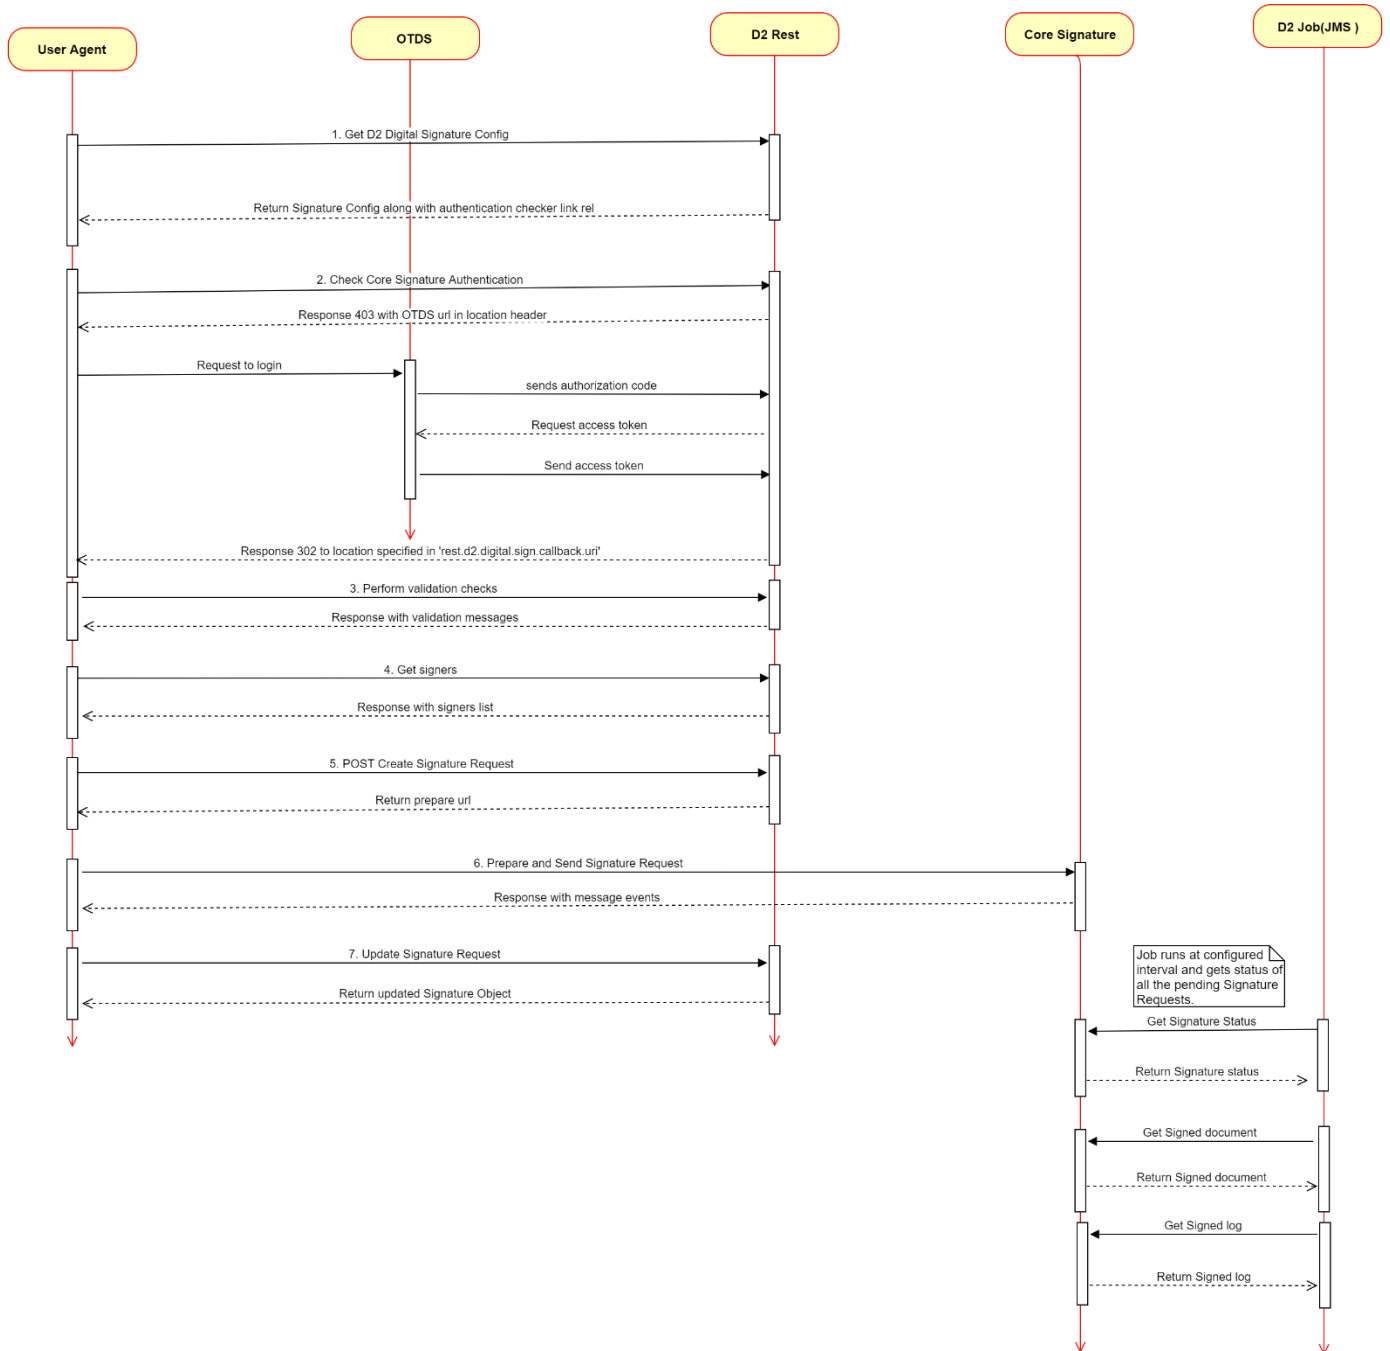 User Agent
OTDS
D2 Rest
Core Signature
D2 Job(JMS )
1. Get D2 Digital Signature Config
Return Signature Config along with authentication checker link rel
2. Check Core Signature Authentication
Response 403 with OTDS url in location header
Request to login
sends authorization code
Request access token
Send access token
Response 302 to location specified in 'rest.d2.digital.sign.callback.uri'
3. Perform validation checks
Response with validation messages
4. Get signers
Response with signers list
5. POST Create Signature Request
Return prepare url
6. Prepare and Send Signature Request
Response with message events
7. Update Signature Request
Return updated Signature Object
Job runs at configured
interval and gets status of
all the pending Signature
Requests.
Get Signature Status
Return Signature status
Get Signed document
Return Signed document
Get Signed log
Return Signed log